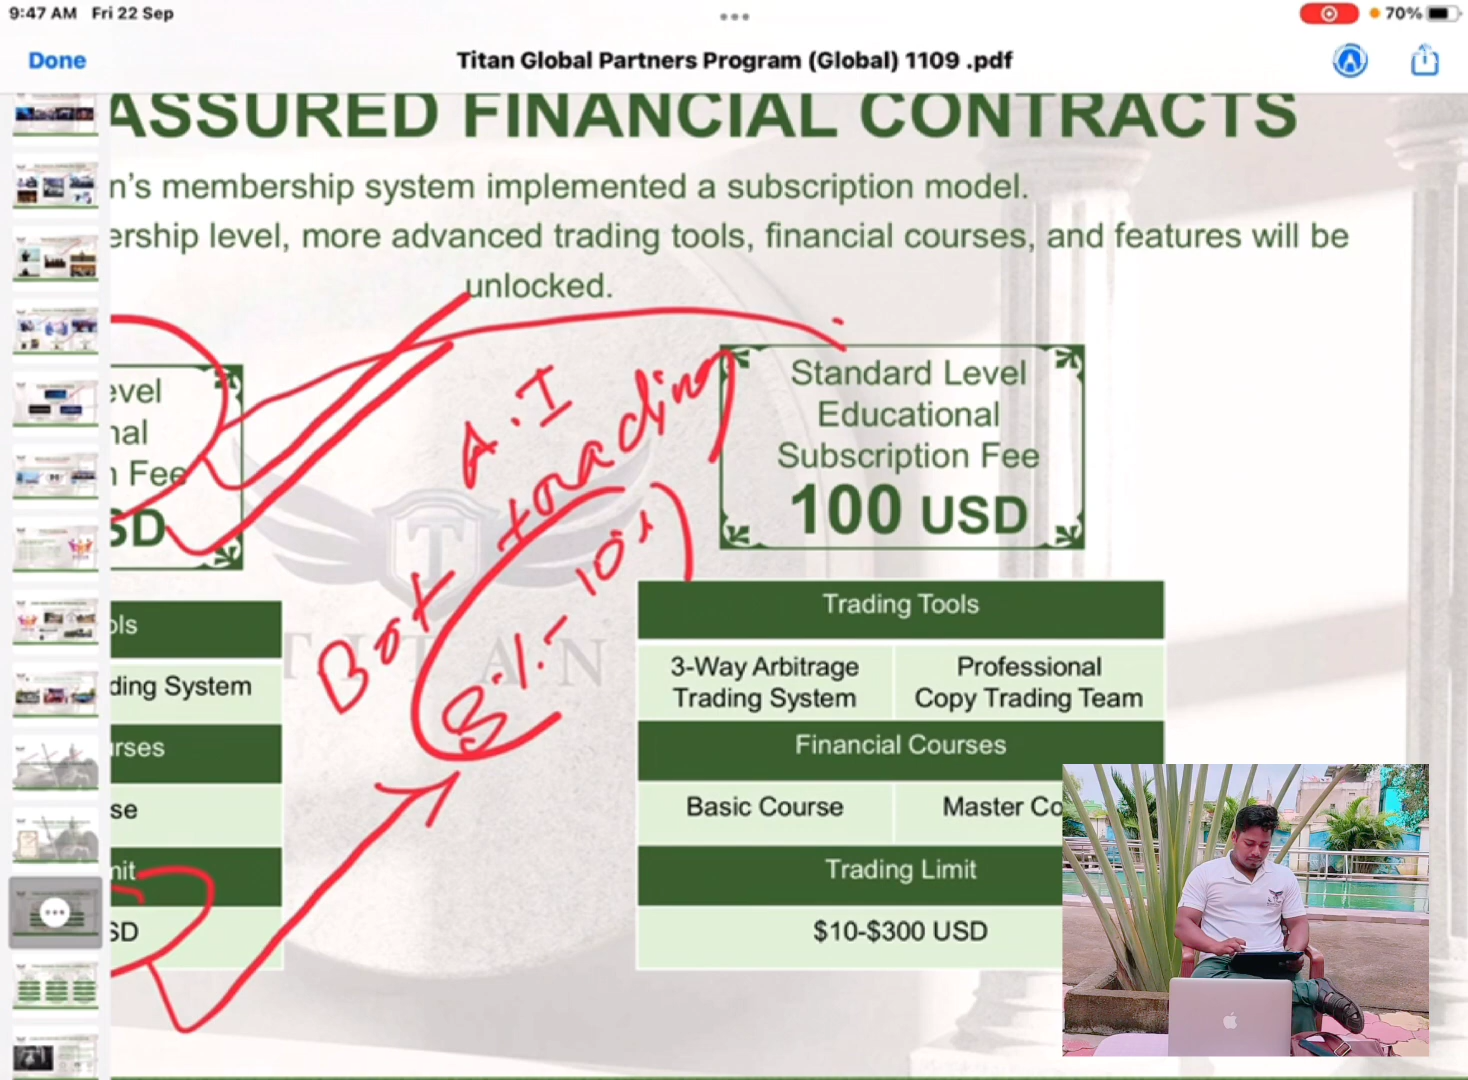 9:47 AM Fri 22 Sep
70%
Done
Titan Global Partners Program (Global) 1109 .pdf
ASSURED FINANCIAL CONTRACTS
n's membership system implemented a subscription model.
ership level, more advanced trading tools, financial courses, and features will be
unlocked.
evel
nal
n Fee
SD
ols
ding System
urses
se
nit
SD
A.I
Bot trading
8%- 10%
TITAN
Standard Level
Educational
Subscription Fee
100 USD
Trading Tools
3-Way Arbitrage
Trading System
Professional
Copy Trading Team
Financial Courses
Basic Course
Master Co
Trading Limit
$10-$300 USD